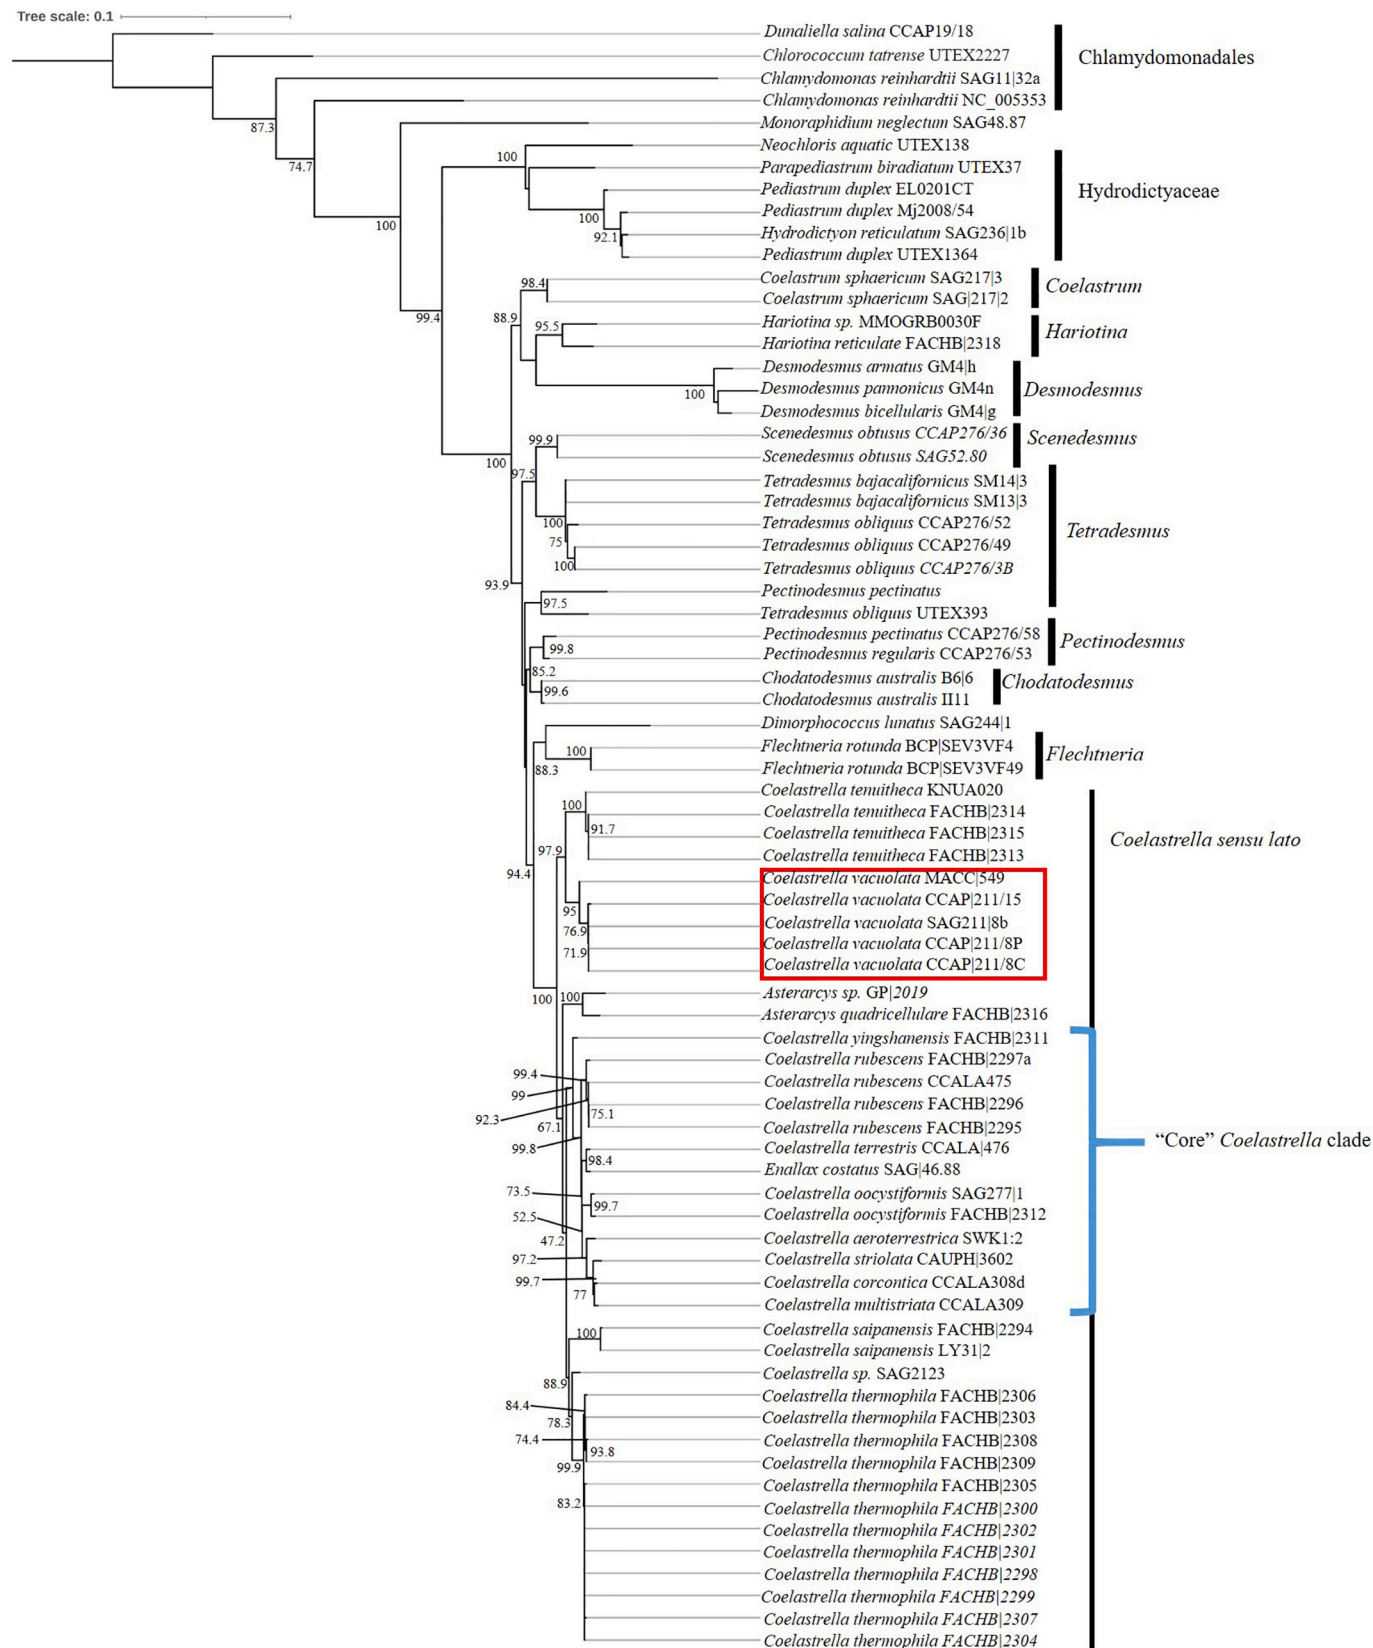 Tree scale: 0.1
Dunaliella salina CCAP19/18
Chlorococcum tatrense UTEX2227
Chlamydomonadales
Chlamydomonas reinhardtii SAG11|32a
Chlamydomonas reinhardtii NC_005353
87.3
Monoraphidium neglectum SAG48.87
Neochloris aquatic UTEX138
100
74.7
Parapediastrum biradiatum UTEX37
Pediastrum duplex EL0201CT
Hydrodictyaceae
Pediastrum duplex Mj2008/54
100
100
Hydrodictyon reticulatum SAG236|1b
92.1
Pediastrum duplex UTEX1364
Coelastrum sphaericum SAG217|3
98.4
Coelastrum
Coelastrum sphaericum SAG|217|2
99.4
88.9
Hariotina sp. MMOGRB0030F
95.5
Hariotina
Hariotina reticulate FACHB|2318
Desmodesmus armatus GM4|h
Desmodesmus pannonicus GM4n
100
Desmodesmus
Desmodesmus bicellularis GM4|g
Scenedesmus obtusus CCAP276/36
99.9
Scenedesmus
Scenedesmus obtusus SAG52.80
100
97.5
Tetradesmus bajacalifornicus SM14|3
Tetradesmus bajacalifornicus SM13|3
Tetradesmus obliquus CCAP276/52
100
Tetradesmus
75
Tetradesmus obliquus CCAP276/49
100
Tetradesmus obliquus CCAP276/3B
93.9
Pectinodesmus pectinatus
97.5
Tetradesmus obliquus UTEX393
Pectinodesmus pectinatus CCAP276/58
Pectinodesmus
99.8
Pectinodesmus regularis CCAP276/53
85.2
Chodatodesmus australis B6|6
Chodatodesmus
99.6
Chodatodesmus australis II11
Dimorphococcus lunatus SAG244|1
Flechtneria rotunda BCP|SEV3VF4
100
Flechtneria
Flechtneria rotunda BCP|SEV3VF49
88.3
Coelastrella tenuitheca KNUA020
100
Coelastrella tenuitheca FACHB|2314
91.7
Coelastrella tenuitheca FACHB|2315
Coelastrella sensu lato
97.9
Coelastrella tenuitheca FACHB|2313
94.4
Coelastrella vacuolata MACC|549
Coelastrella vacuolata CCAP|211/15
95
Coelastrella vacuolata SAG211|8b
76.9
Coelastrella vacuolata CCAP|211/8P
71.9
Coelastrella vacuolata CCAP|211/8C
Asterarcys sp. GP|2019
100
100
Asterarcys quadricellulare FACHB|2316
Coelastrella yingshanensis FACHB|2311
Coelastrella rubescens FACHB|2297a
99.4
Coelastrella rubescens CCALA475
99
Coelastrella rubescens FACHB|2296
75.1
92.3
Coelastrella rubescens FACHB|2295
67.1
“Core” Coelastrella clade
99.8
Coelastrella terrestris CCALA|476
98.4
Enallax costatus SAG|46.88
73.5
Coelastrella oocystiformis SAG277|1
99.7
52.5
Coelastrella oocystiformis FACHB|2312
47.2
Coelastrella aeroterrestrica SWK1:2
97.2
Coelastrella striolata CAUPH|3602
99.7
Coelastrella corcontica CCALA308d
77
Coelastrella multistriata CCALA309
Coelastrella saipanensis FACHB|2294
100
Coelastrella saipanensis LY31|2
Coelastrella sp. SAG2123
88.9
Coelastrella thermophila FACHB|2306
84.4
Coelastrella thermophila FACHB|2303
78.3
Coelastrella thermophila FACHB|2308
74.4
93.8
Coelastrella thermophila FACHB|2309
99.9
Coelastrella thermophila FACHB|2305
83.2
Coelastrella thermophila FACHB|2300
Coelastrella thermophila FACHB|2302
Coelastrella thermophila FACHB|2301
Coelastrella thermophila FACHB|2298
Coelastrella thermophila FACHB|2299
Coelastrella thermophila FACHB|2307
Coelastrella thermophila FACHB|2304